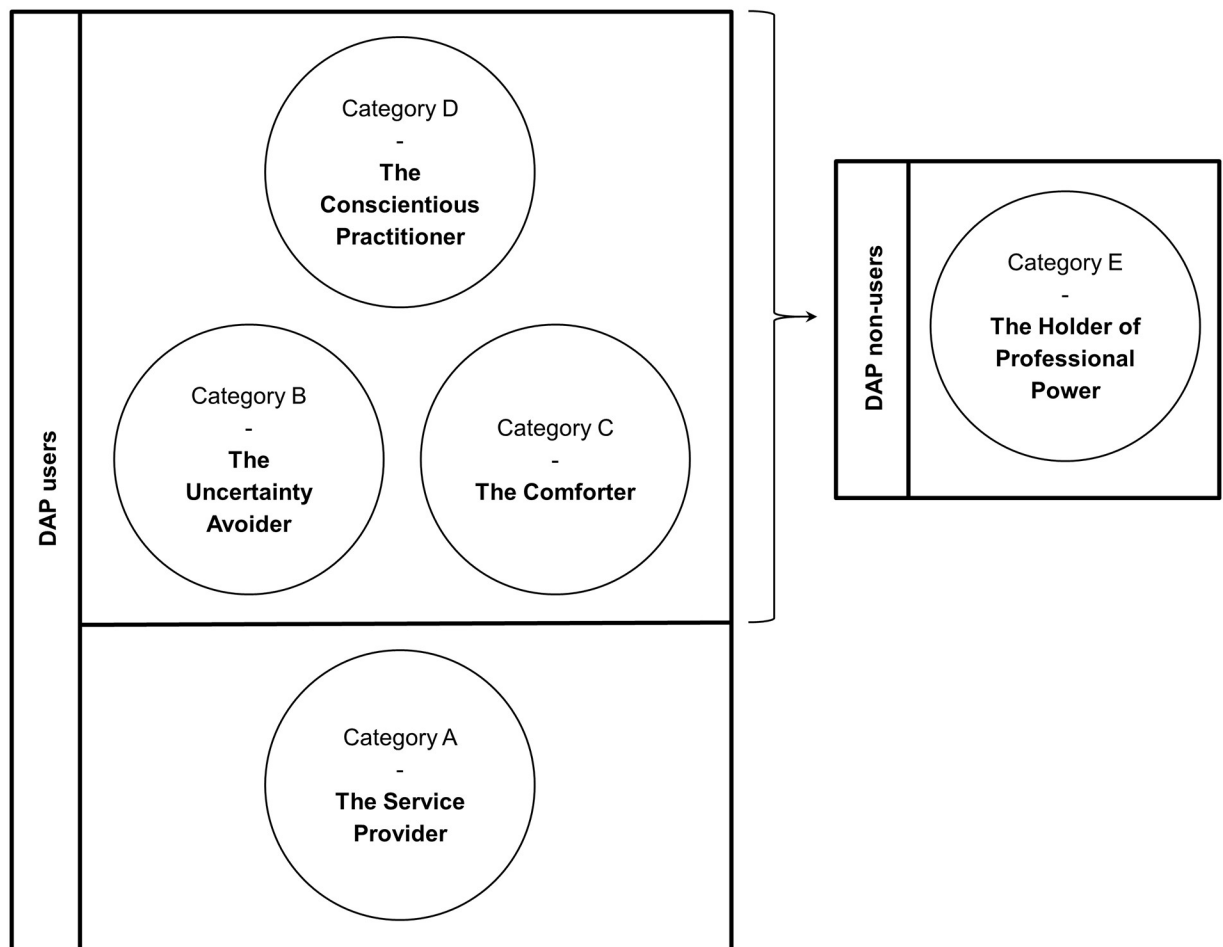 DAP users
Category D
-
The
Conscientious
Practitioner
Category B
-
The
Uncertainty
Avoider
Category C
-
The Comforter
Category A
-
The Service
Provider
DAP non-users
Category E
-
The Holder of
Professional
Power